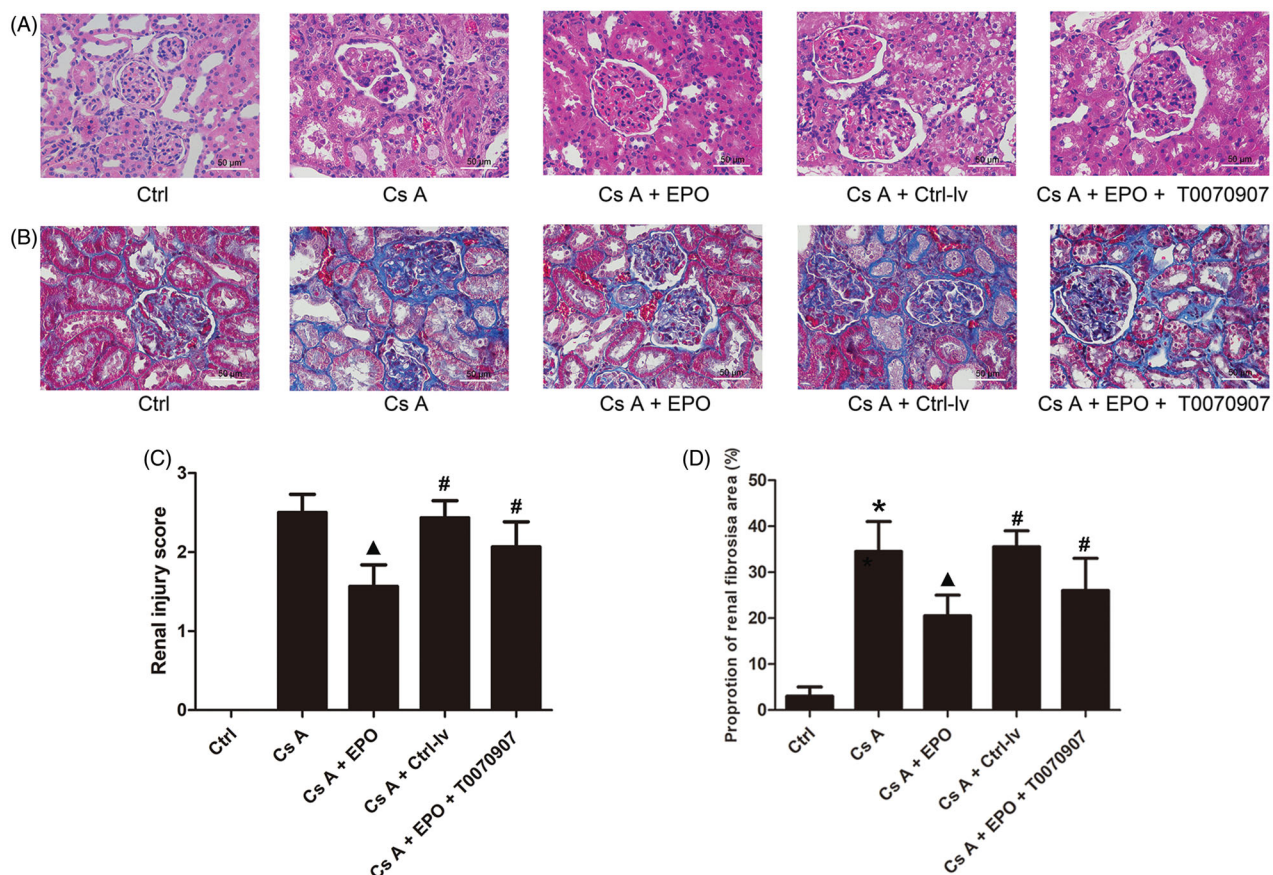 (A)
50 µm
50 µm
50 µm
50 µm
50 µm
Ctrl
Cs A
Cs A + EPO
Cs A + Ctrl-lv
Cs A + EPO + T0070907
(B)
50 µm
50 µm
50 µm
50 µm
50 µm
Ctrl
Cs A
Cs A + EPO
Cs A + Ctrl-lv
Cs A + EPO + T0070907
(C)
Renal injury score
3
2
1
0
▲
#
#
Ctrl
Cs A
Cs A + EPO
Cs A + Ctrl-lv
Cs A + EPO + T0070907
(D)
Proprotion of renal fibrosisa area (%)
50
40
30
20
10
0
*
*
▲
#
#
Ctrl
Cs A
Cs A + EPO
Cs A + Ctrl-lv
Cs A + EPO + T0070907